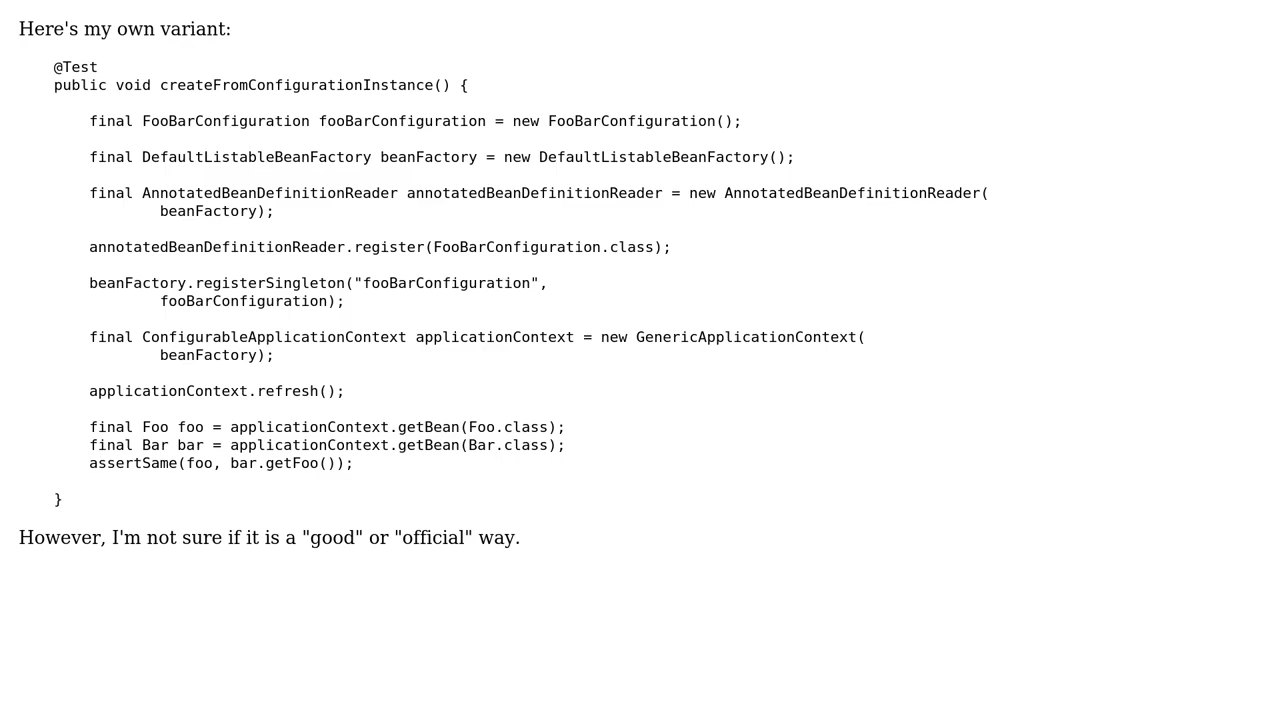 Here's my own variant:
@Test
public void createFromConfigurationInstance() {
final FooBarConfiguration fooBarConfiguration = new FooBarConfiguration();
final DefaultListableBeanFactory beanFactory = new DefaultListableBeanFactory();
final AnnotatedBeanDefinitionReader annotatedBeanDefinitionReader = new AnnotatedBeanDefinitionReader(
beanFactory);
annotatedBeanDefinitionReader.register(FooBarConfiguration.class);
beanFactory.registerSingleton("fooBarConfiguration",
fooBarConfiguration);
final ConfigurableApplicationContext applicationContext = new GenericApplicationContext(
beanFactory);
applicationContext.refresh();
final Foo foo = applicationContext.getBean(Foo.class);
final Bar bar = applicationContext.getBean(Bar.class);
assertSame(foo, bar.getFoo());
}
However, I'm not sure if it is a "good" or "official" way.